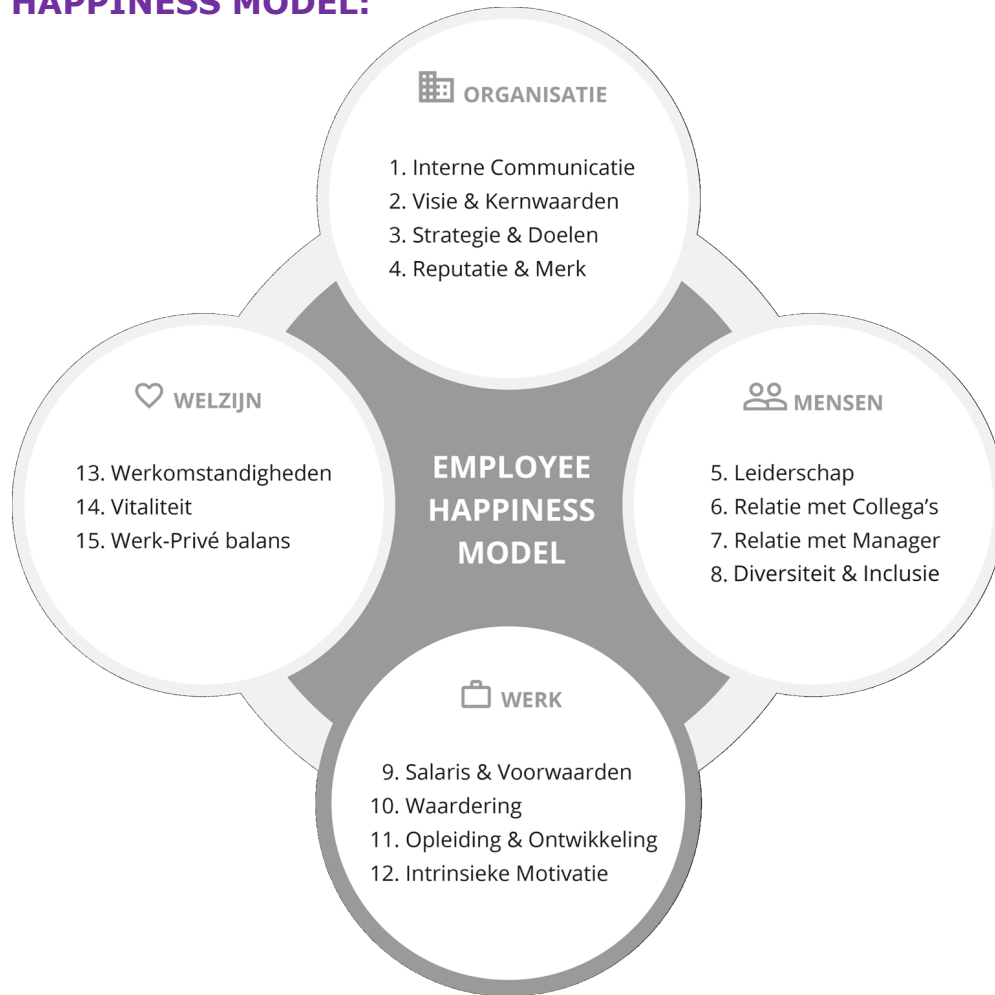 HAPPINESS MODEL:
ORGANISATIE
1. Interne Communicatie
2. Visie & Kernwaarden
3. Strategie & Doelen
4. Reputatie & Merk
WELZIJN
13. Werkomstandigheden
14. Vitaliteit
15. Werk-Privé balans
EMPLOYEE
HAPPINESS
MODEL
MENSEN
5. Leiderschap
6. Relatie met Collega’s
7. Relatie met Manager
8. Diversiteit & Inclusie
WERK
9. Salaris & Voorwaarden
10. Waardering
11. Opleiding & Ontwikkeling
12. Intrinsieke Motivatie